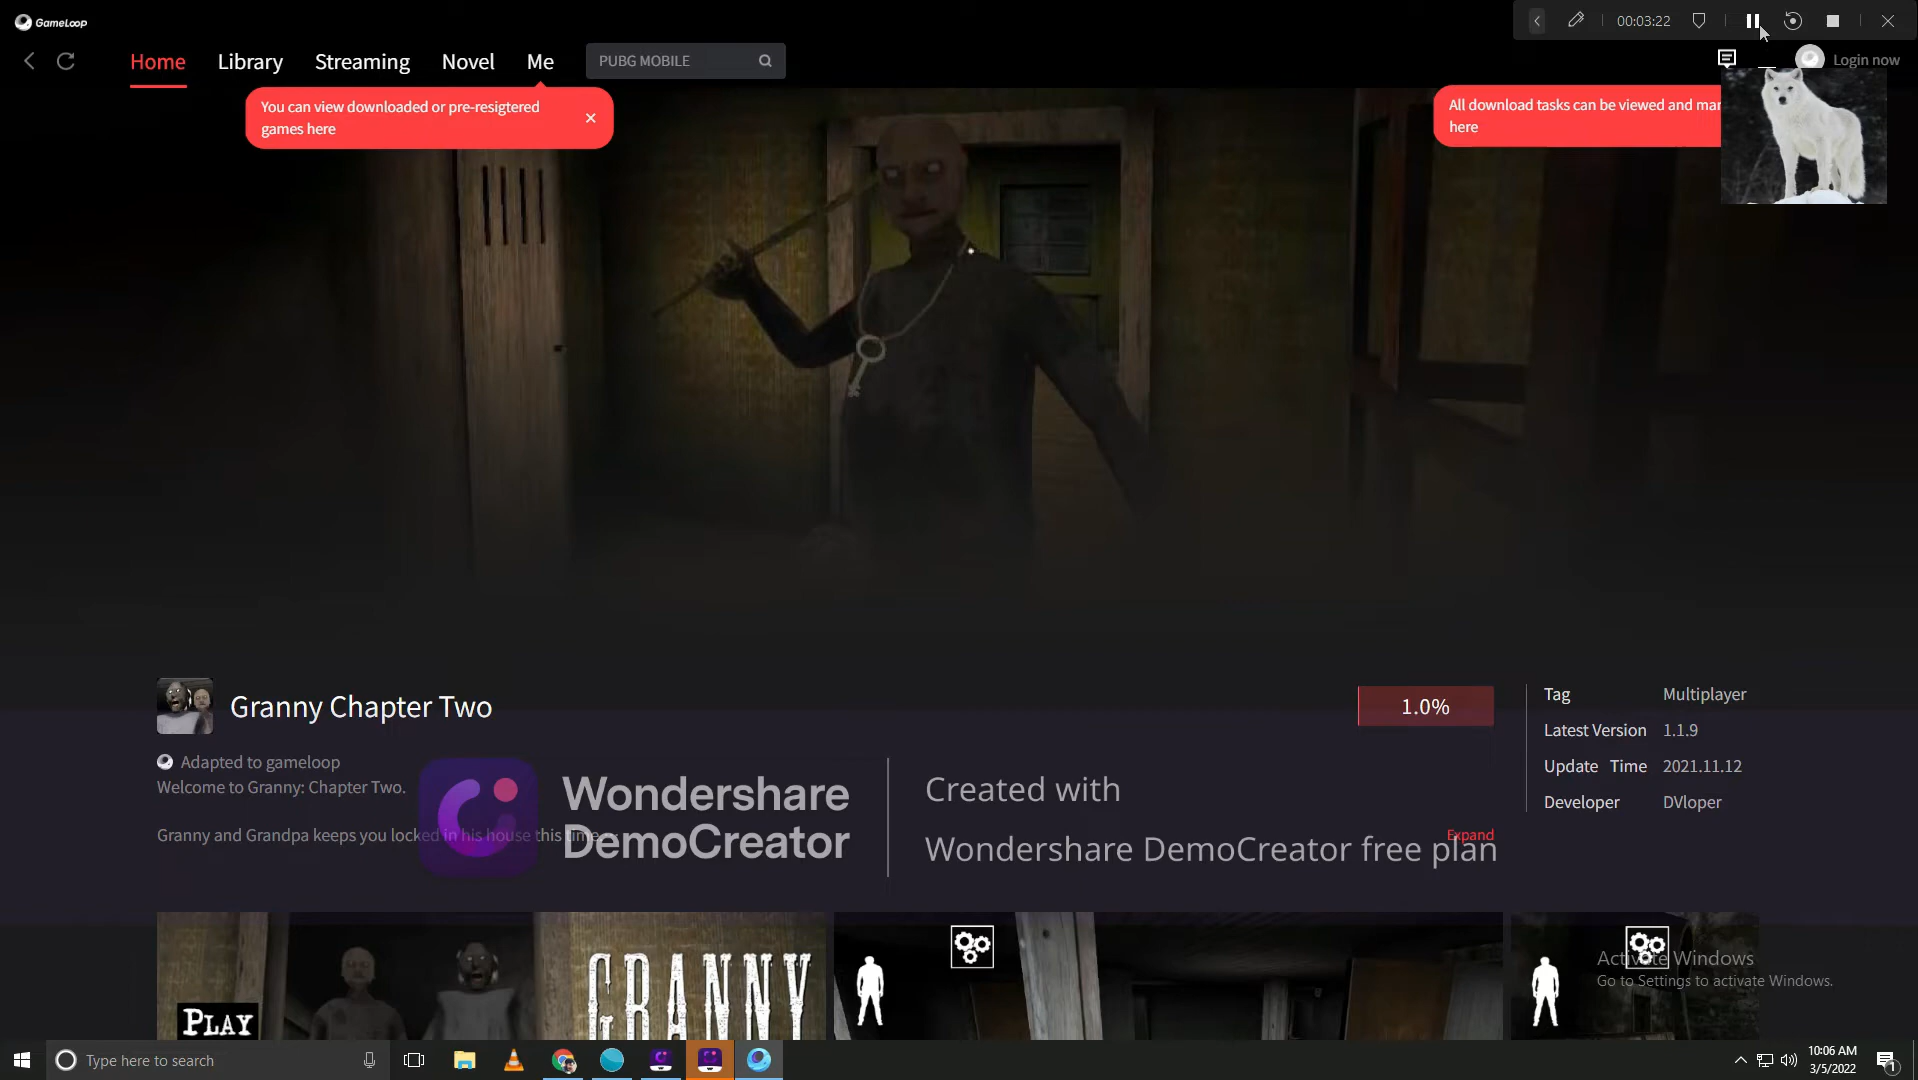 GameLoop
00:03:22
Home
Library
Streaming
Novel
Me
PUBG MOBILE
Login now
You can view downloaded or pre-resigtered
games here
All download tasks can be viewed and mar
here
Granny Chapter Two
1.0%
Tag Multiplayer
Latest Version 1.1.9
Update Time 2021.11.12
Developer DVloper
Adapted to gameloop
Welcome to Granny: Chapter Two.
Granny and Grandpa keeps you locked in his house this time.
Expand
Wondershare
DemoCreator
Created with
Wondershare DemoCreator free plan
PLAY
GRANNY
Activate Windows
Go to Settings to activate Windows.
Type here to search
10:06 AM
3/5/2022
1